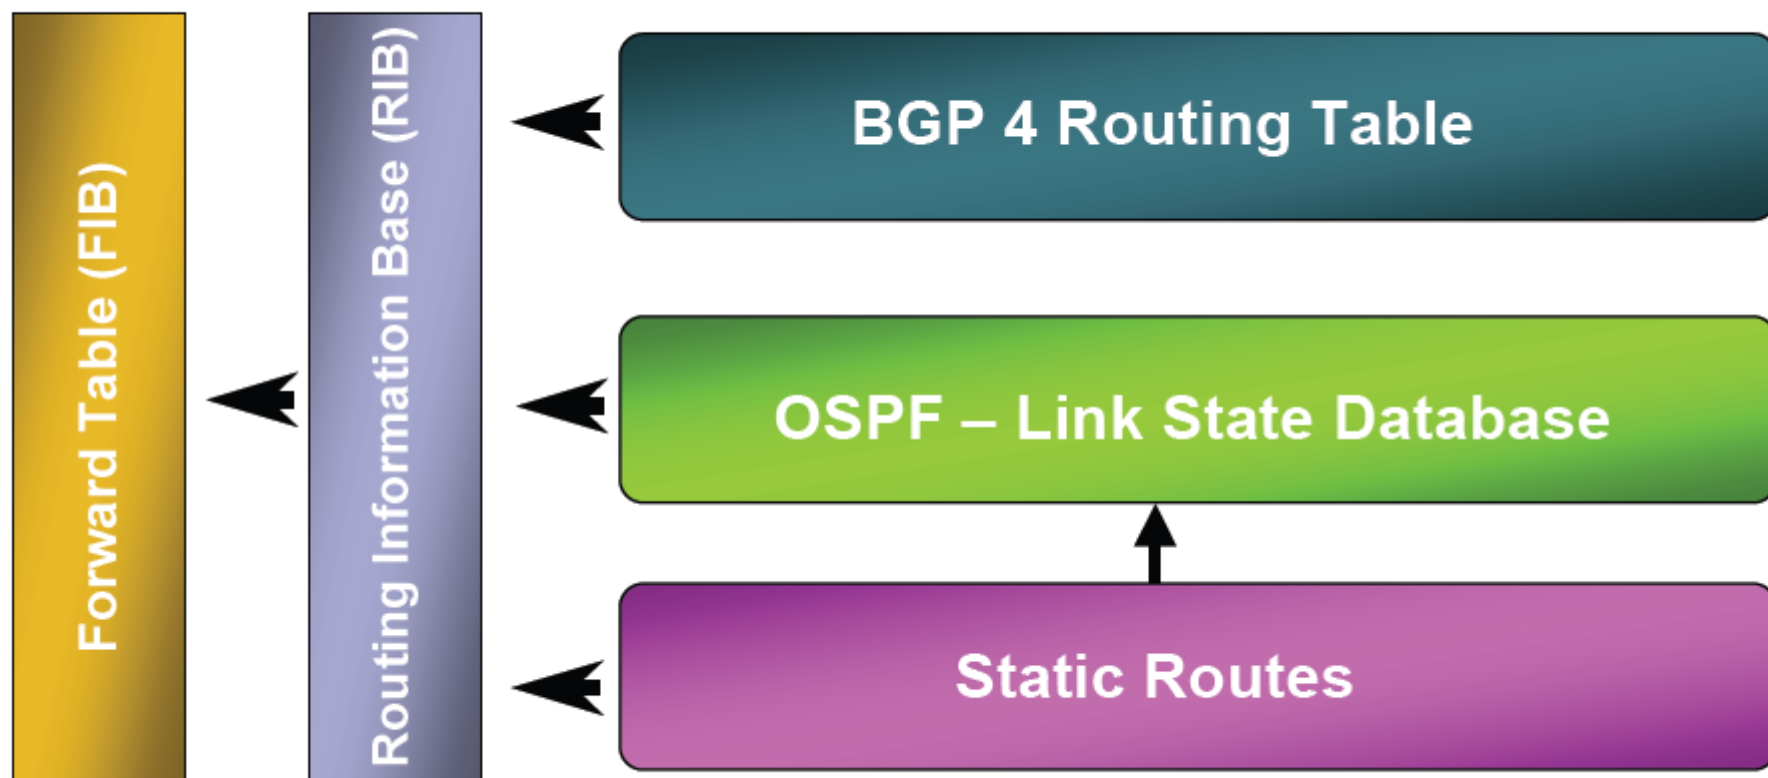 Forward Table (FIB)
Routing Information Base (RIB)
BGP 4 Routing Table
OSPF – Link State Database
Static Routes